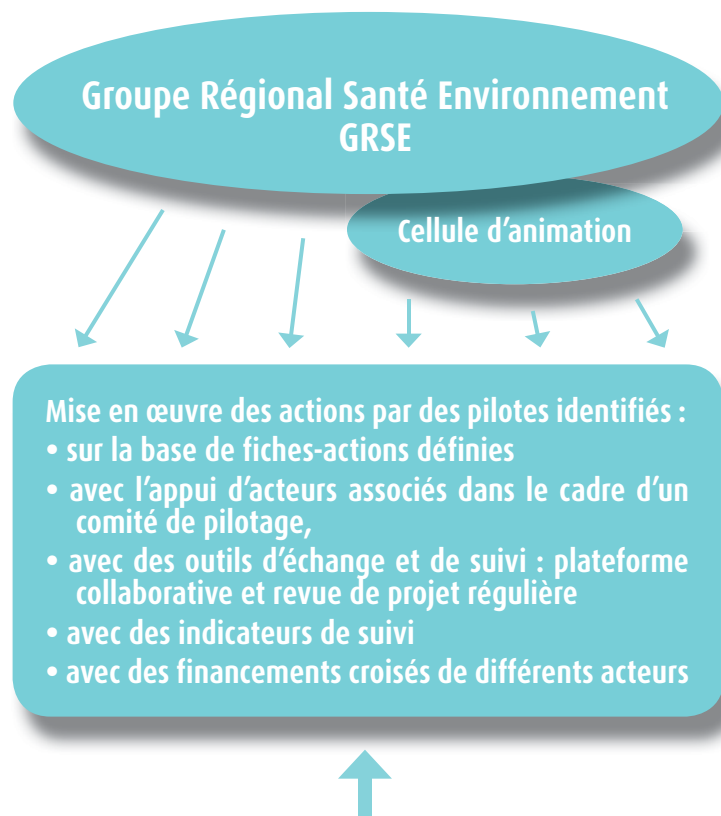 Groupe Régional Santé Environnement
GRSE
Cellule d'animation
Mise en œuvre des actions par des pilotes identifiés :
• sur la base de fiches-actions définies
• avec l'appui d'acteurs associés dans le cadre d'un
comité de pilotage,
• avec des outils d'échange et de suivi : plateforme
collaborative et revue de projet régulière
• avec des indicateurs de suivi
• avec des financements croisés de différents acteurs